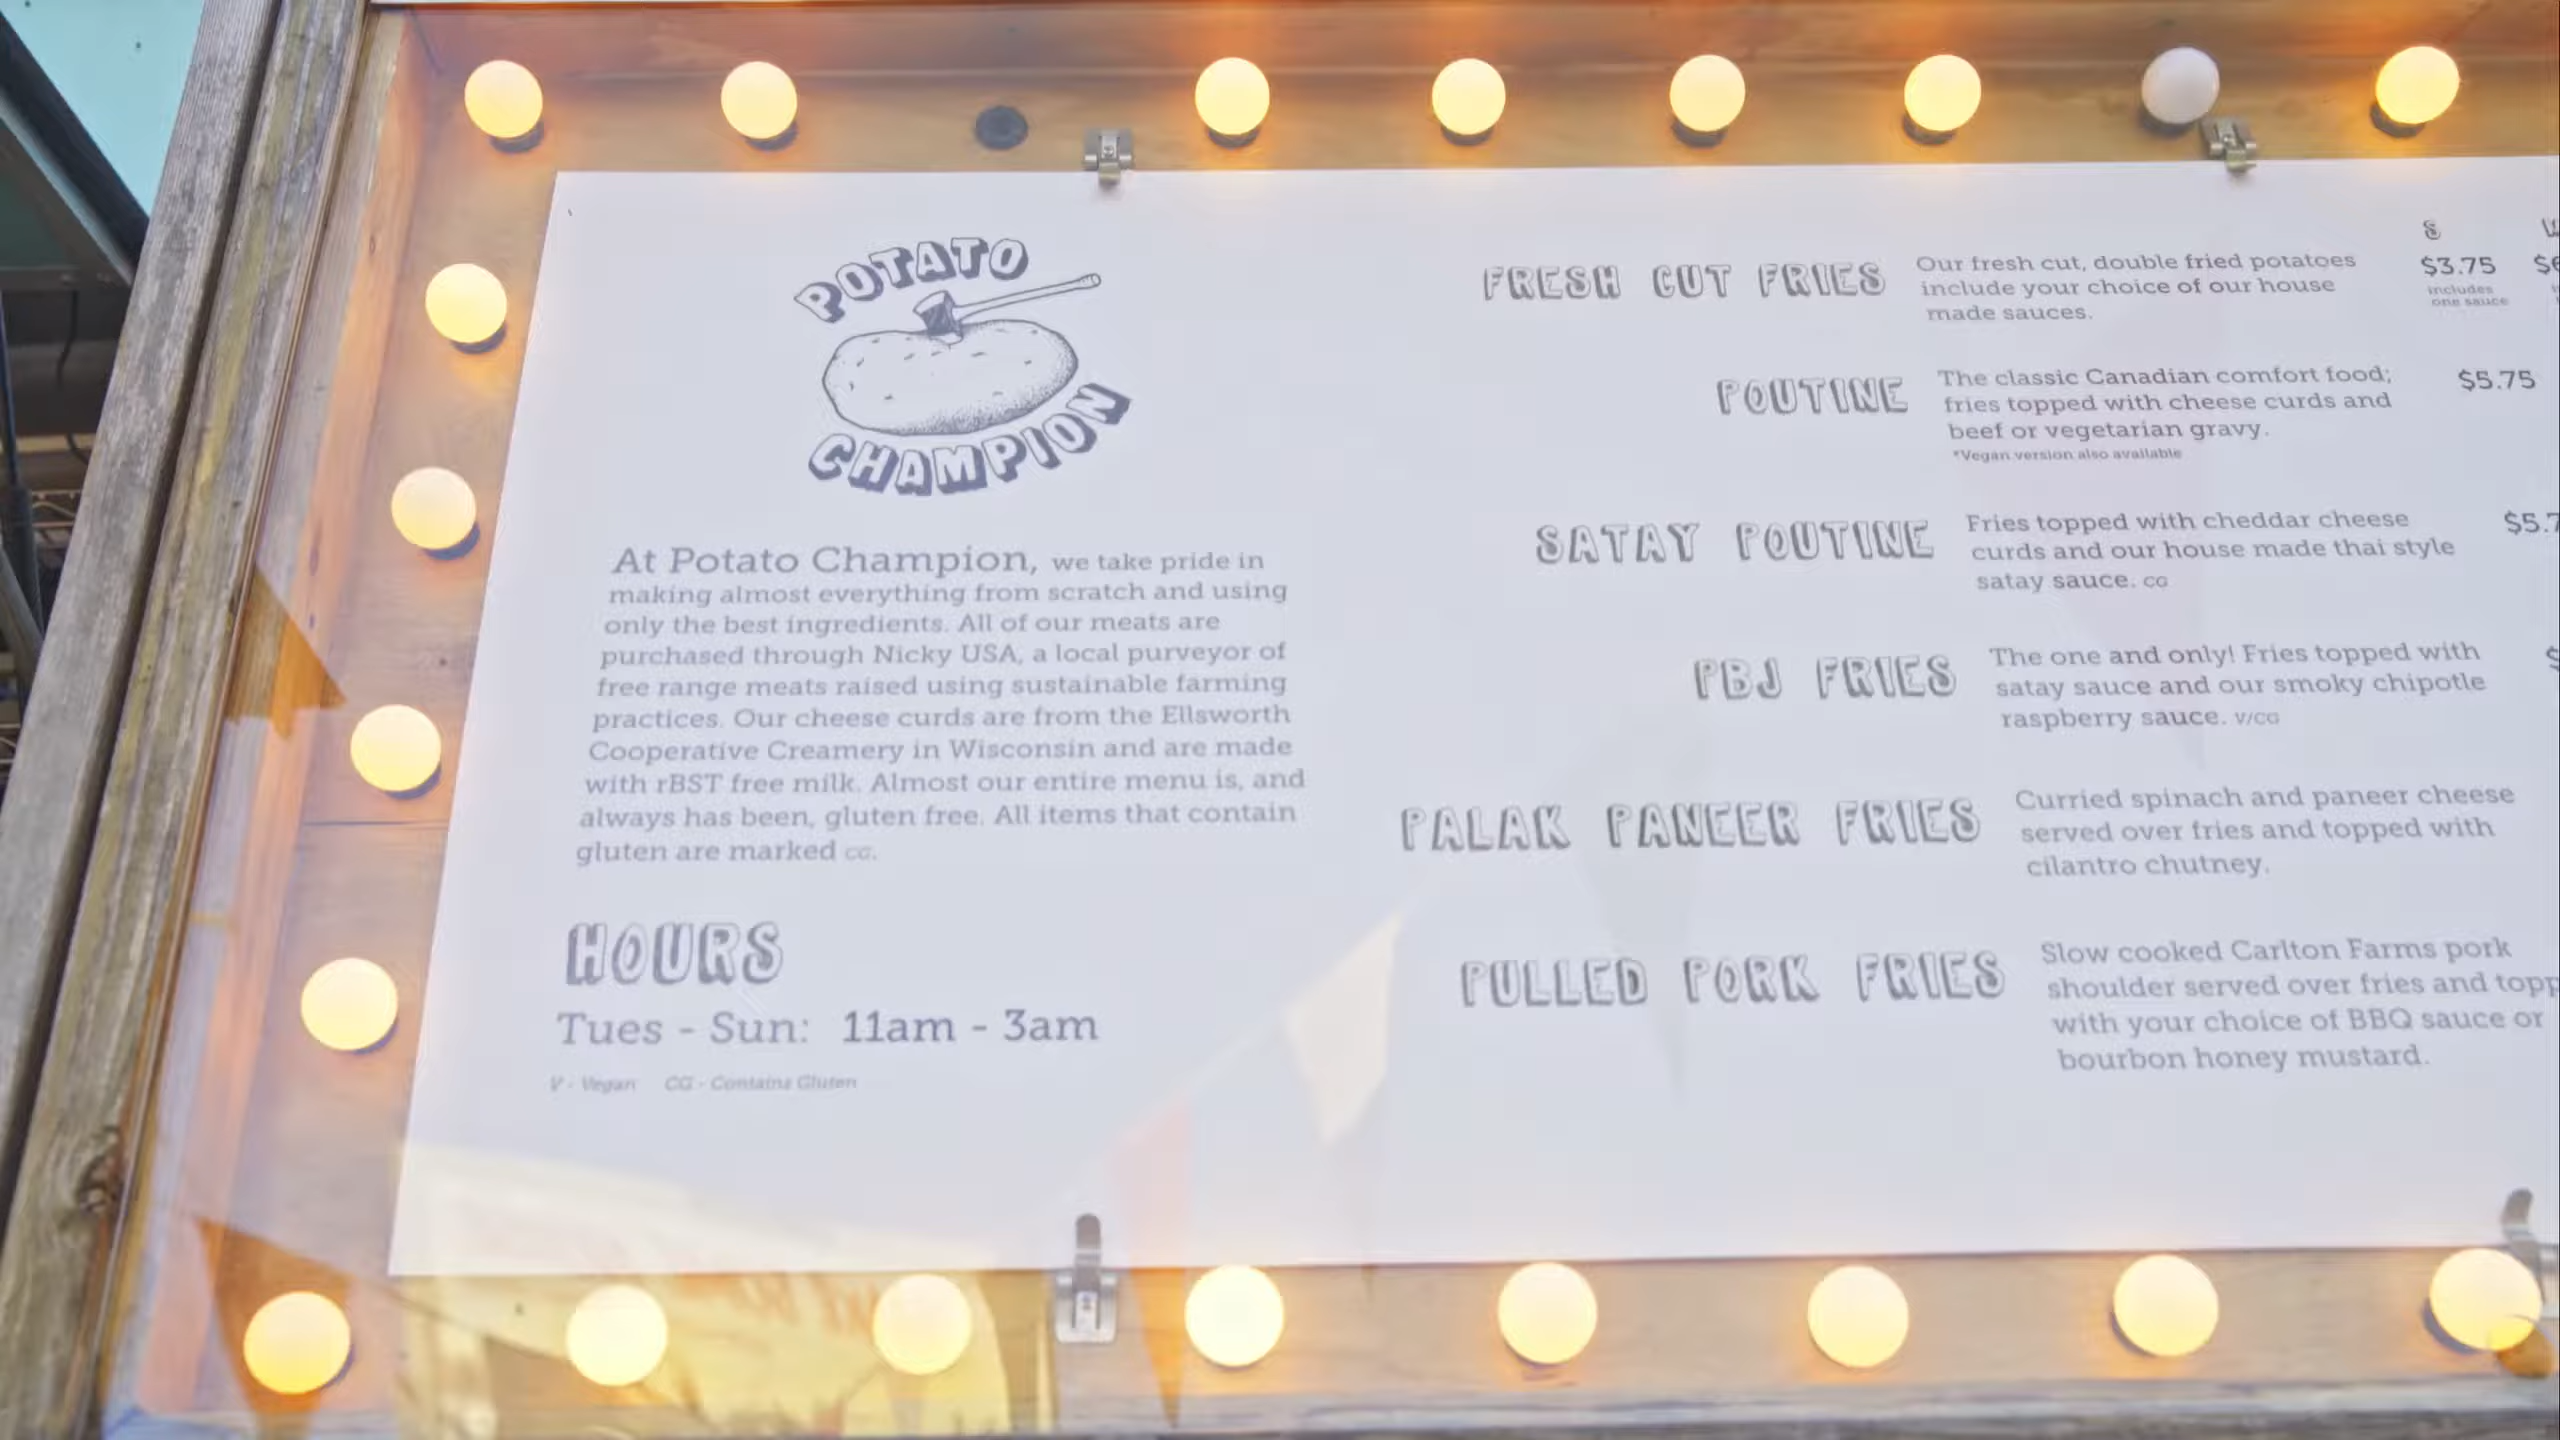 POTATO
CHAMPION
At Potato Champion, we take pride in
making almost everything from scratch and using
only the best ingredients. All of our meats are
purchased through Nicky USA, a local purveyor of
free range meats raised using sustainable farming
practices. Our cheese curds are from the Ellsworth
Cooperative Creamery in Wisconsin and are made
with rBST free milk. Almost our entire menu is, and
always has been, gluten free. All items that contain
gluten are marked CG.
HOURS
Tues - Sun: 11am - 3am
V - Vegan CG - Contains Gluten
S
FRESH CUT FRIES
Our fresh cut, double fried potatoes
include your choice of our house
made sauces.
$3.75
includes
one sauce
POUTINE
The classic Canadian comfort food;
fries topped with cheese curds and
beef or vegetarian gravy.
*Vegan version also available
$5.75
SATAY POUTINE
Fries topped with cheddar cheese
curds and our house made thai style
satay sauce. CG
$5.7
PBJ FRIES
The one and only! Fries topped with
satay sauce and our smoky chipotle
raspberry sauce. V/CG
PALAK PANEER FRIES
Curried spinach and paneer cheese
served over fries and topped with
cilantro chutney.
PULLED PORK FRIES
Slow cooked Carlton Farms pork
shoulder served over fries and topp
with your choice of BBQ sauce or
bourbon honey mustard.